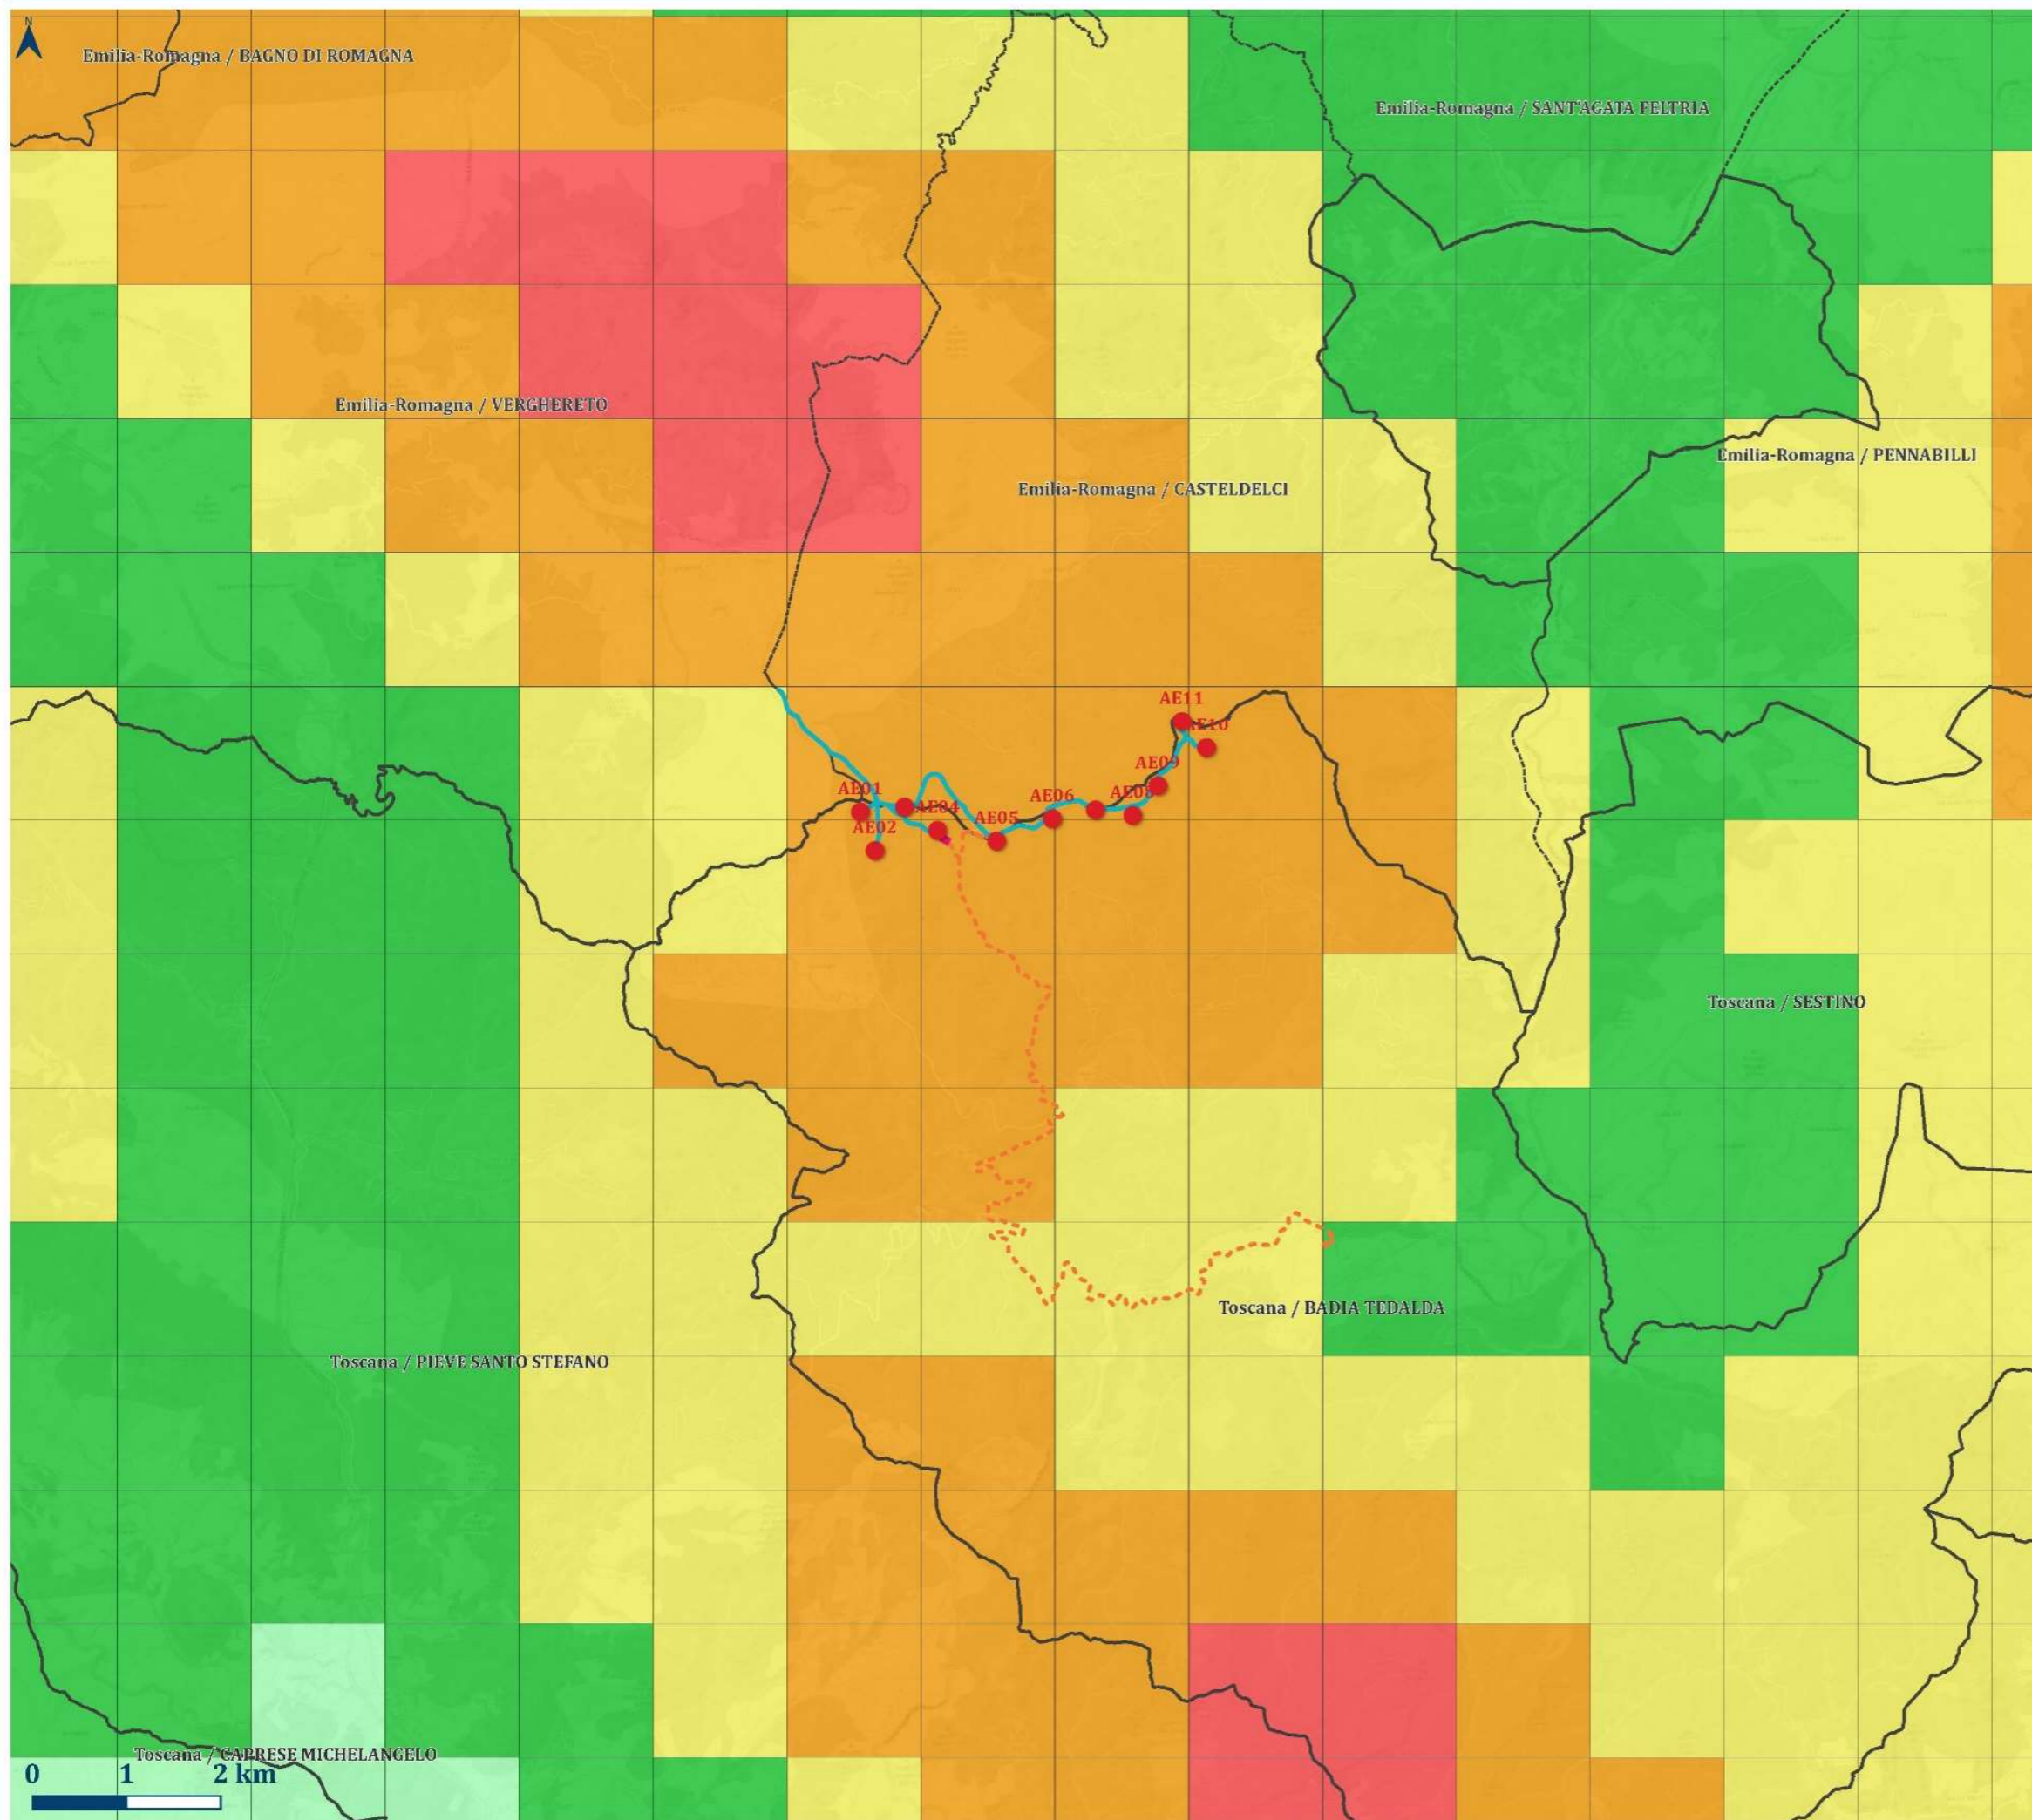 N
Emilia-Romagna / BAGNO DI ROMAGNA
Emilia-Romagna / SANT'AGATA FELTRIA
Emilia-Romagna / VERGHERETO
Emilia-Romagna / PENNABILLI
Emilia-Romagna / CASTELDELCI
AE11
AE10
AE09
AE01
AE08
AE06
AE04
AE05
AE02
Toscana / SESTINO
Toscana / BADIA TEDALDA
Toscana / PIEVE SANTO STEFANO
Toscana / CAPRESE MICHELANGELO
0 1 2 km